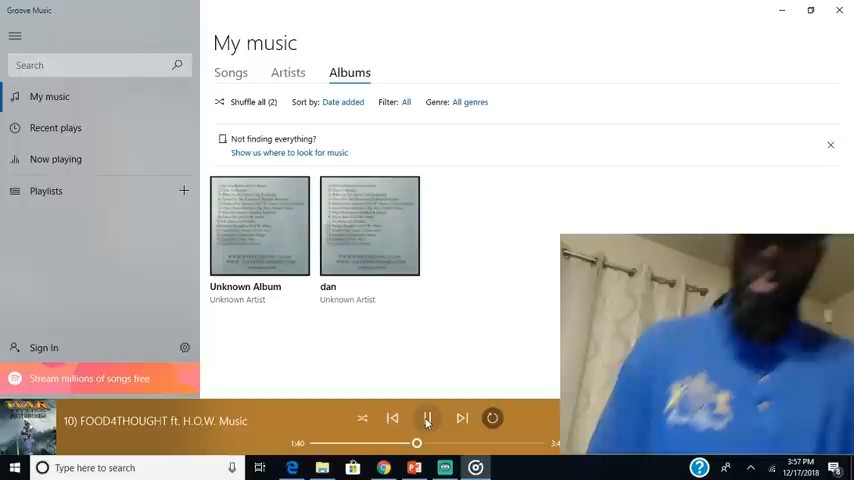 Groove Music
My music
Search
Songs Artists Albums
My music
Shuffle all (2) Sort by: Date added Filter: All Genre: All genres
Recent plays
Not finding everything?
Show us where to look for music
Now playing
Playlists
Unknown Album
Unknown Artist
dan
Unknown Artist
Sign In
Stream millions of songs free
WAR
10) FOOD4THOUGHT ft. H.O.W. Music
1:40
Type here to search
3:57 PM
12/17/2018